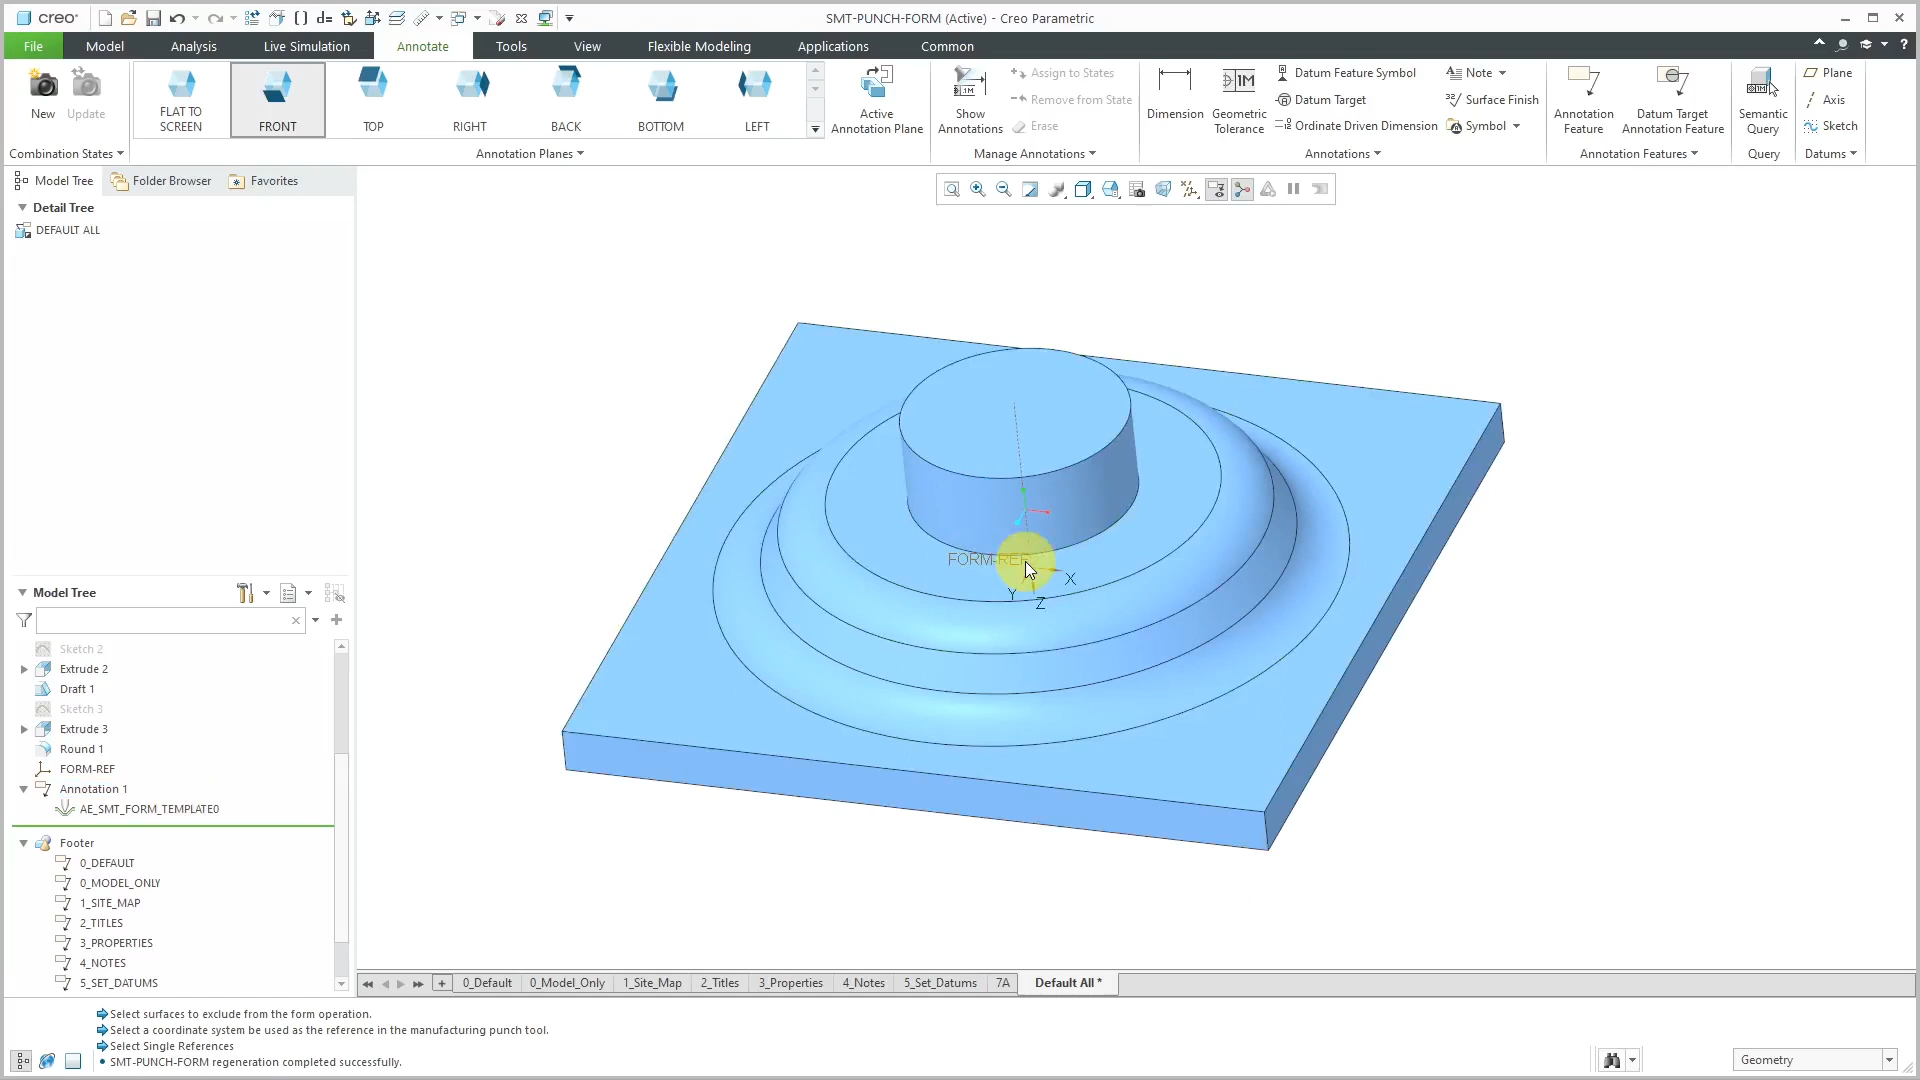 creo
SMT-PUNCH-FORM (Active) - Creo Parametric
File Model Analysis Live Simulation Annotate Tools View Flexible Modeling Applications Common
New Update
Combination States
FLAT TO SCREEN
FRONT
TOP
RIGHT
BACK
BOTTOM
LEFT
Annotation Planes
Active Annotation Plane
Show Annotations
Assign to States
Remove from State
Erase
Manage Annotations
Dimension
Geometric Tolerance
Datum Feature Symbol
Datum Target
Ordinate Driven Dimension
Note
Surface Finish
Symbol
Annotations
Annotation Feature
Datum Target Annotation Feature
Annotation Features
Semantic Query
Query
Plane
Axis
Sketch
Datums
Model Tree Folder Browser Favorites
Detail Tree
DEFAULT ALL
FORM-REF
X
Y
Z
Model Tree
Sketch 2
Extrude 2
Draft 1
Sketch 3
Extrude 3
Round 1
FORM-REF
Annotation 1
AE_SMT_FORM_TEMPLATE0
Footer
0_DEFAULT
0_MODEL_ONLY
1_SITE_MAP
2_TITLES
3_PROPERTIES
4_NOTES
5_SET_DATUMS
0_Default 0_Model_Only 1_Site_Map 2_Titles 3_Properties 4_Notes 5_Set_Datums 7A Default All *
Select surfaces to exclude from the form operation.
Select a coordinate system be used as the reference in the manufacturing punch tool.
Select Single References
• SMT-PUNCH-FORM regeneration completed successfully.
Geometry